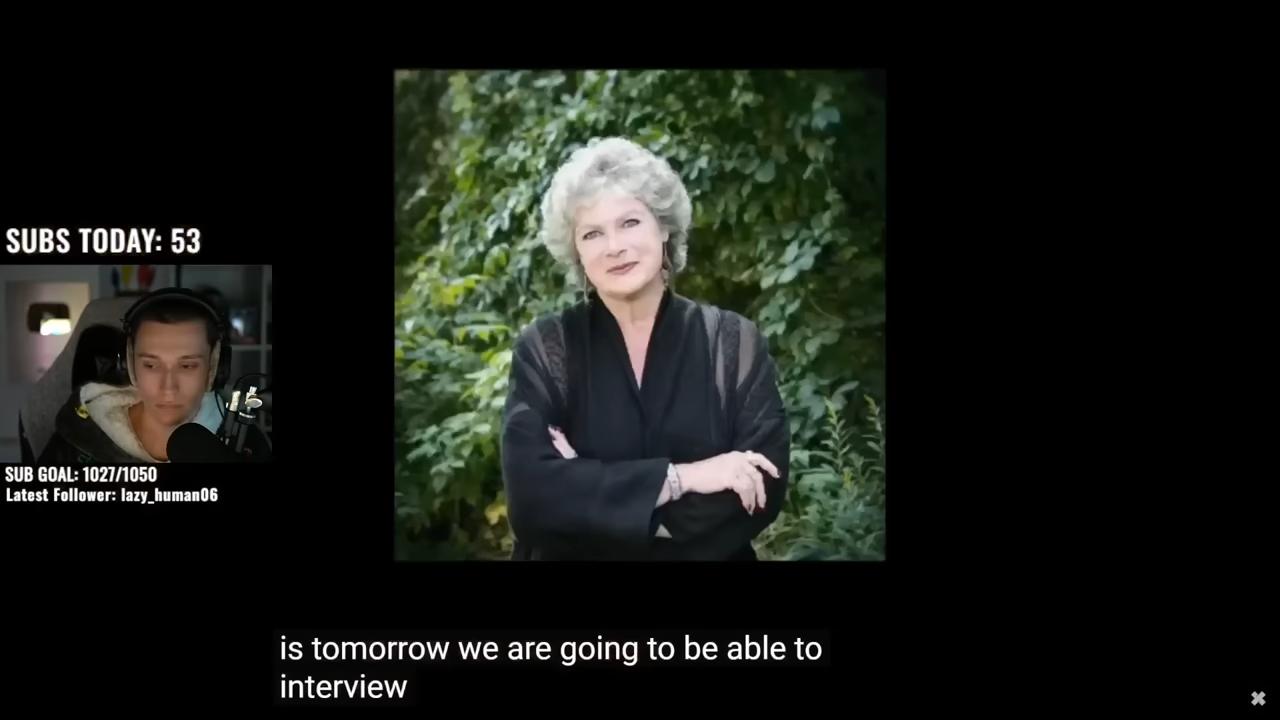 SUBS TODAY: 53
SUB GOAL: 1027/1050
Latest Follower: lazy_human06
is tomorrow we are going to be able to
interview